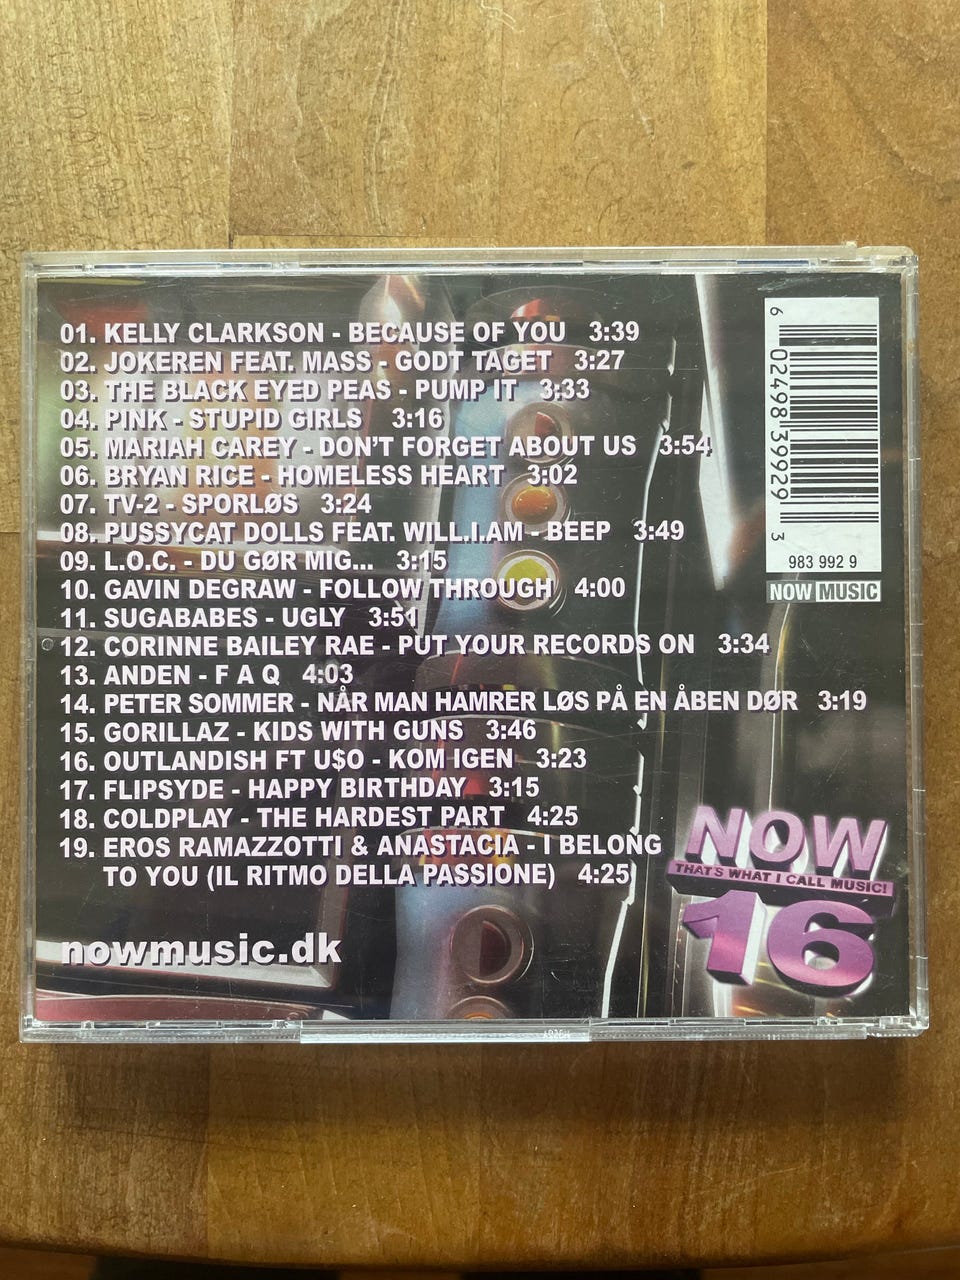 01. KELLY CLARKSON - BECAUSE OF YOU 3:39
02. JOKEREN FEAT. MASS - GODT TAGET 3:27
03. THE BLACK EYED PEAS - PUMP IT 3:33
04. PINK - STUPID GIRLS 3:16
05. MARIAH CAREY - DON'T FORGET ABOUT US 3:54
06. BRYAN RICE - HOMELESS HEART 3:02
07. TV-2 - SPORLØS 3:24
08. PUSSYCAT DOLLS FEAT. WILL.I.AM - BEEP 3:49
09. L.O.C. - DU GØR MIG... 3:15
10. GAVIN DEGRAW - FOLLOW THROUGH 4:00
11. SUGABABES - UGLY 3:51
12. CORINNE BAILEY RAE - PUT YOUR RECORDS ON 3:34
13. ANDEN - F A Q 4:03
14. PETER SOMMER - NÅR MAN HAMRER LØS PÅ EN ÅBEN DØR 3:19
15. GORILLAZ - KIDS WITH GUNS 3:46
16. OUTLANDISH FT U$O - KOM IGEN 3:23
17. FLIPSYDE - HAPPY BIRTHDAY 3:15
18. COLDPLAY - THE HARDEST PART 4:25
19. EROS RAMAZZOTTI & ANASTACIA - I BELONG
TO YOU (IL RITMO DELLA PASSIONE) 4:25
nowmusic.dk
6 02498 39929 3
983 992 9
NOW MUSIC
NOW
THAT'S WHAT I CALL MUSIC!
16